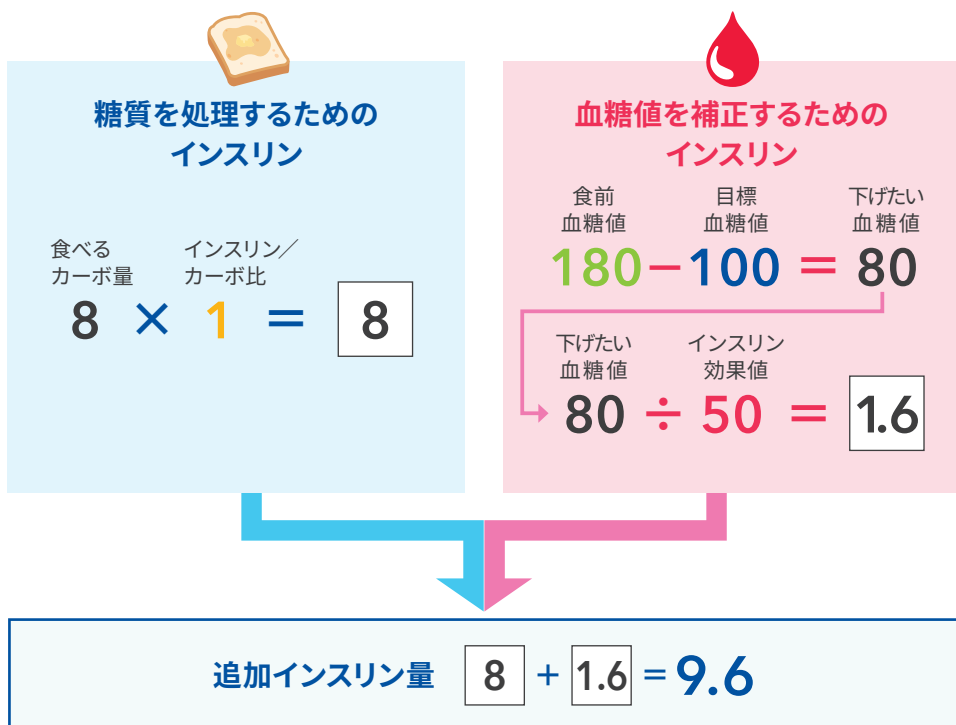 糖質を処理するための
インスリン
食べる
カーボ量
インスリン／
カーボ比
8 × 1 = 8
血糖値を補正するための
インスリン
食前
血糖値
目標
血糖値
下げたい
血糖値
180 − 100 = 80
下げたい
血糖値
インスリン
効果値
80 ÷ 50 = 1.6
追加インスリン量 8 + 1.6 = 9.6